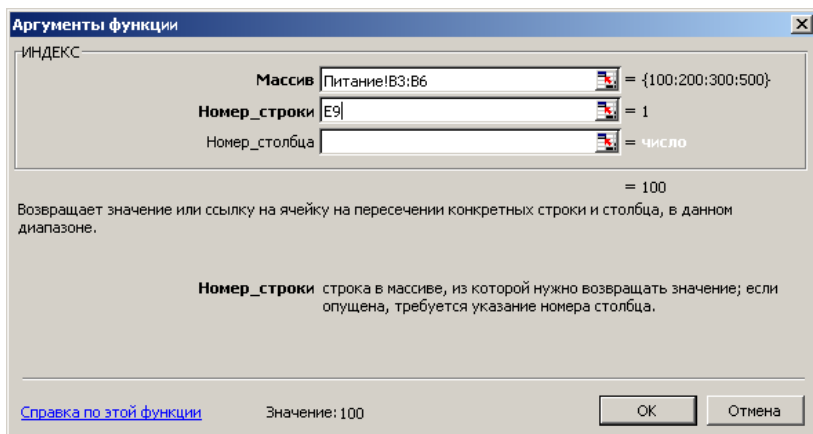 Аргументы функции
ИНДЕКС
Массив Питание!B3:B6 = {100:200:300:500}
Номер_строки E9 = 1
Номер_столбца = число
= 100
Возвращает значение или ссылку на ячейку на пересечении конкретных строки и столбца, в данном
диапазоне.
Номер_строки строка в массиве, из которой нужно возвращать значение; если
опущена, требуется указание номера столбца.
Справка по этой функции Значение:100 ОК Отмена